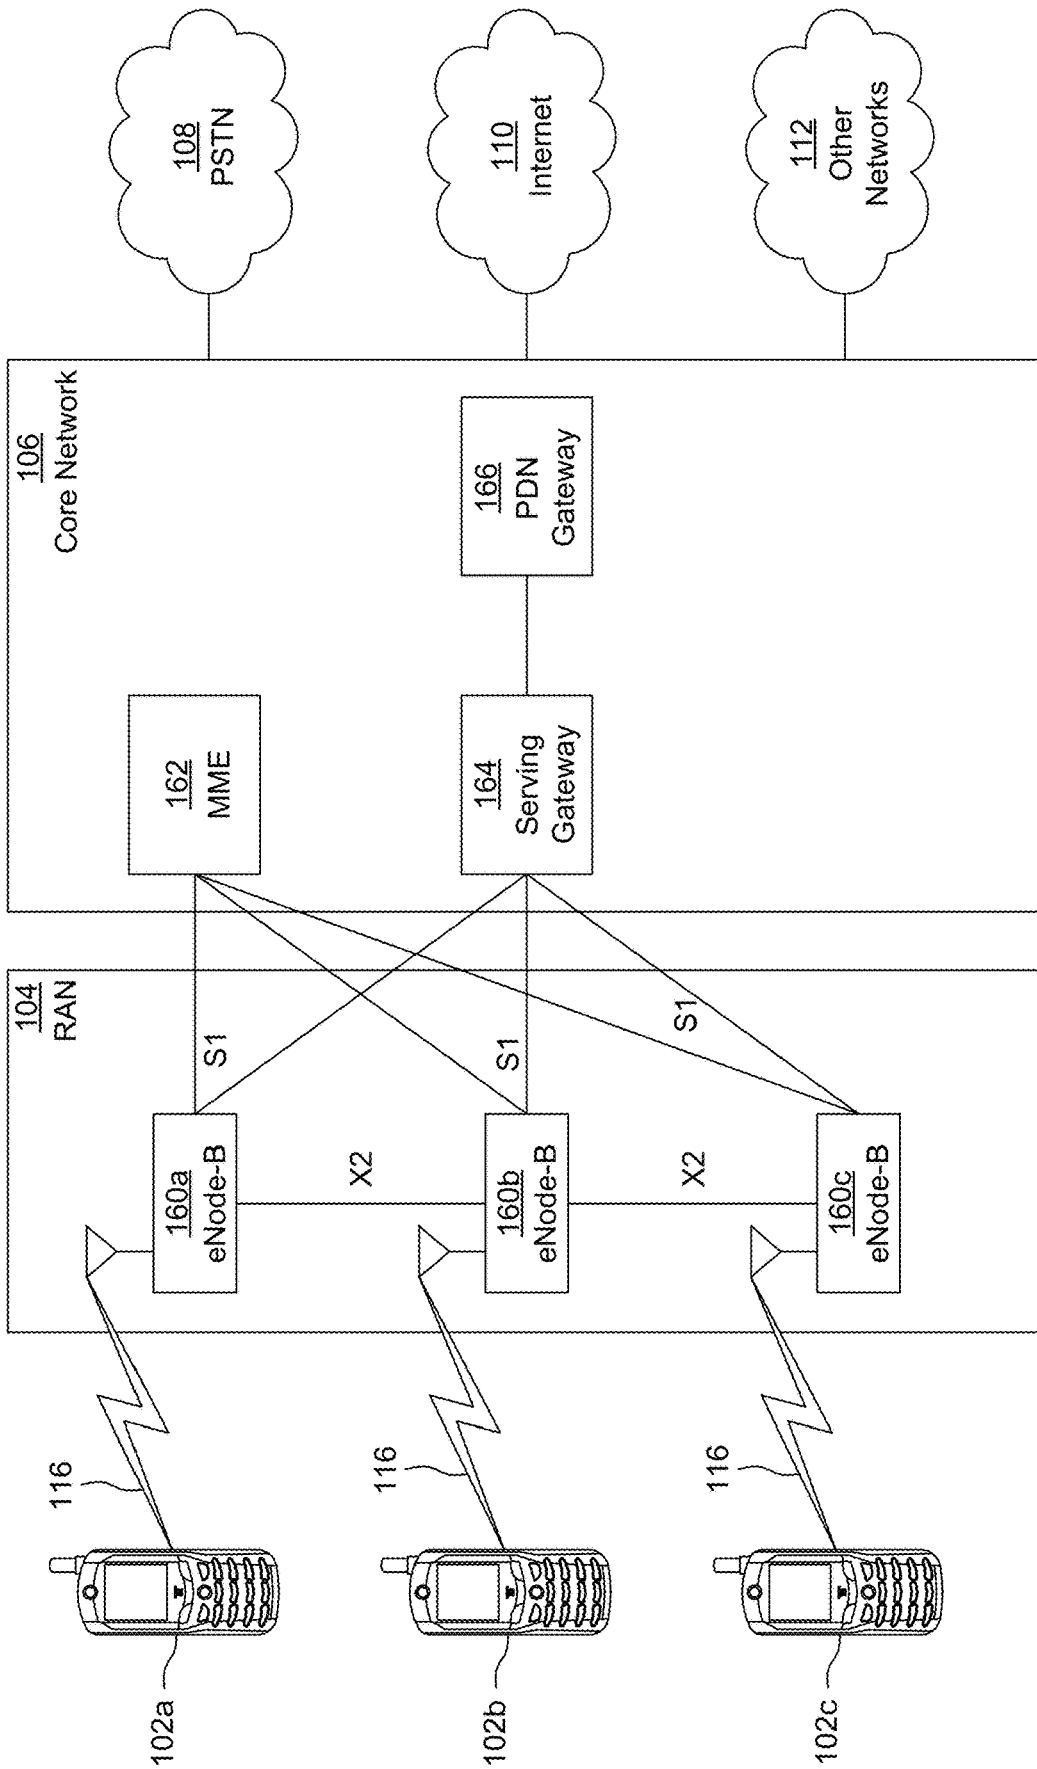 102a
102b
102c
116
116
116
104
RAN
160a
eNode-B
X2
160b
eNode-B
X2
160c
eNode-B
S1
S1
S1
106
Core Network
162
MME
164
Serving
Gateway
166
PDN
Gateway
108
PSTN
110
Internet
112
Other
Networks